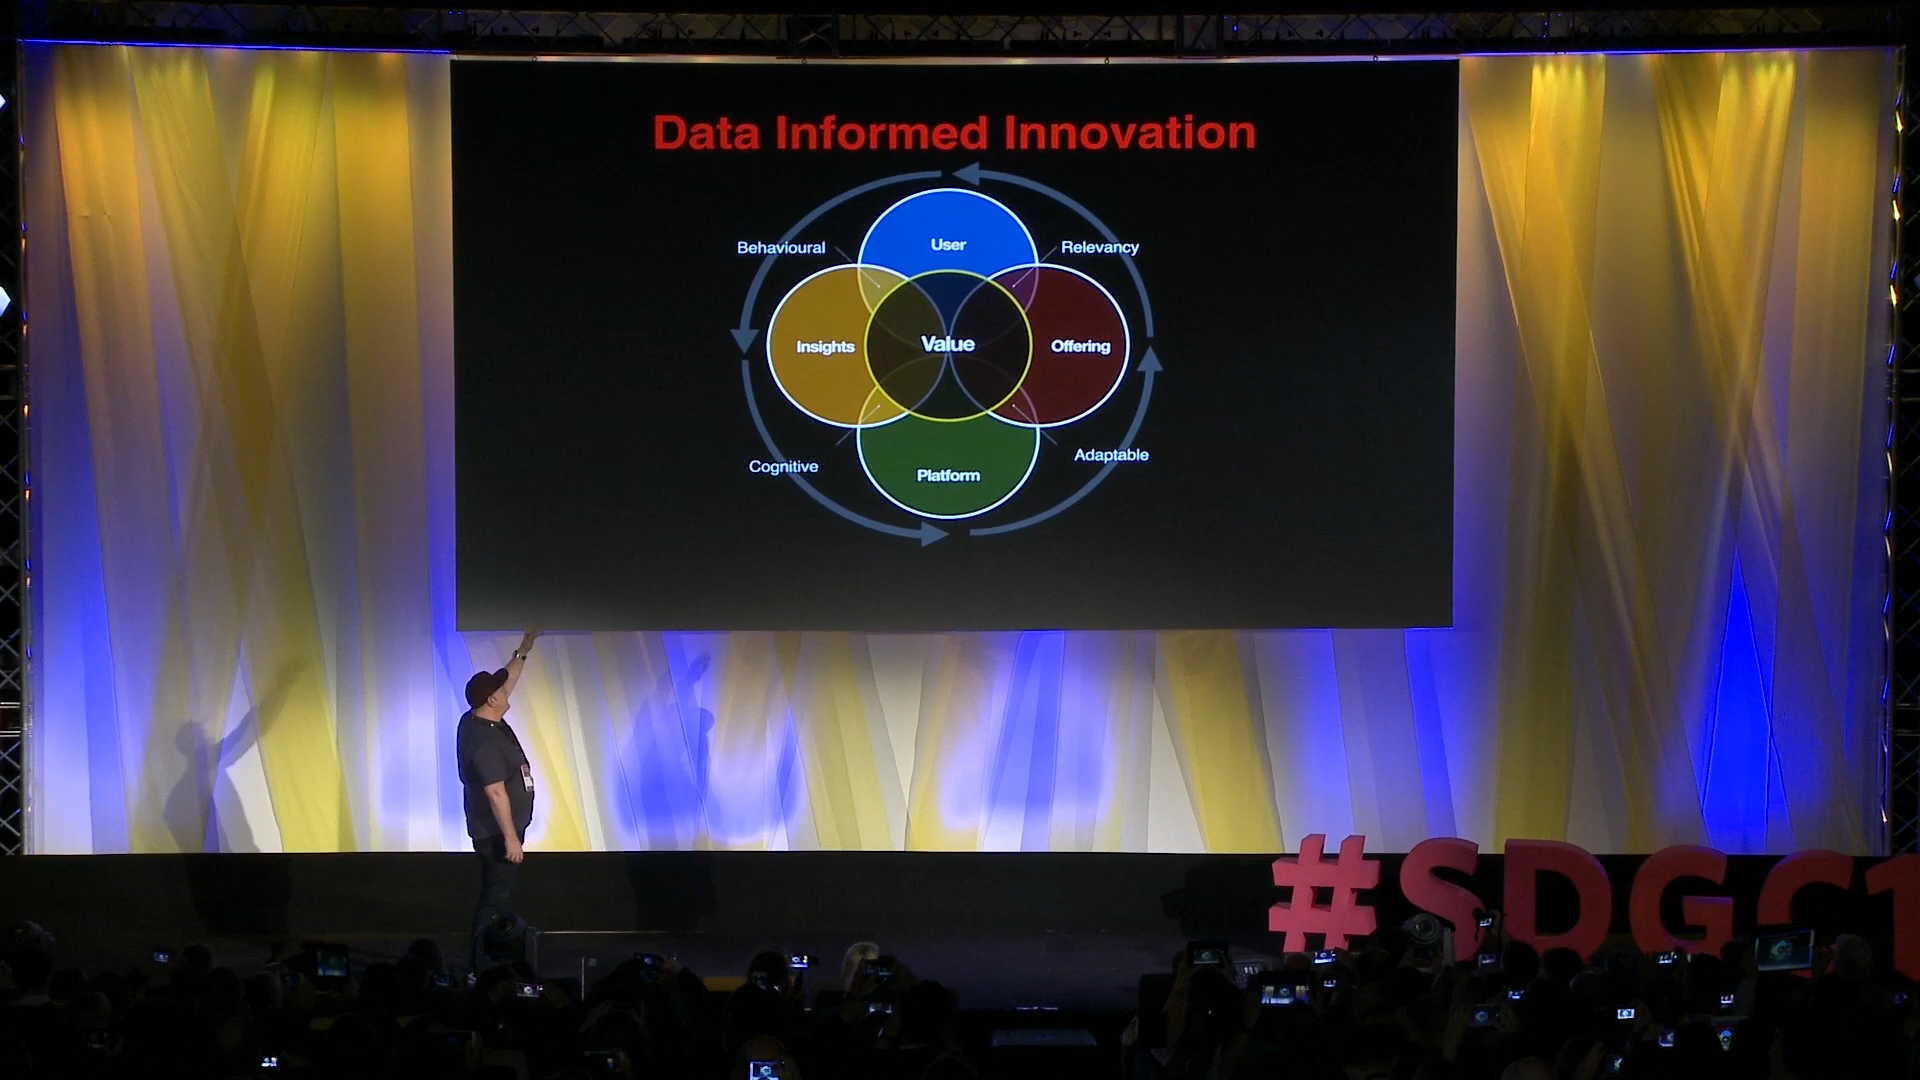 Data Informed Innovation
User
Behavioural
Relevancy
Insights
Value
Offering
Cognitive
Platform
Adaptable
#SDGC1